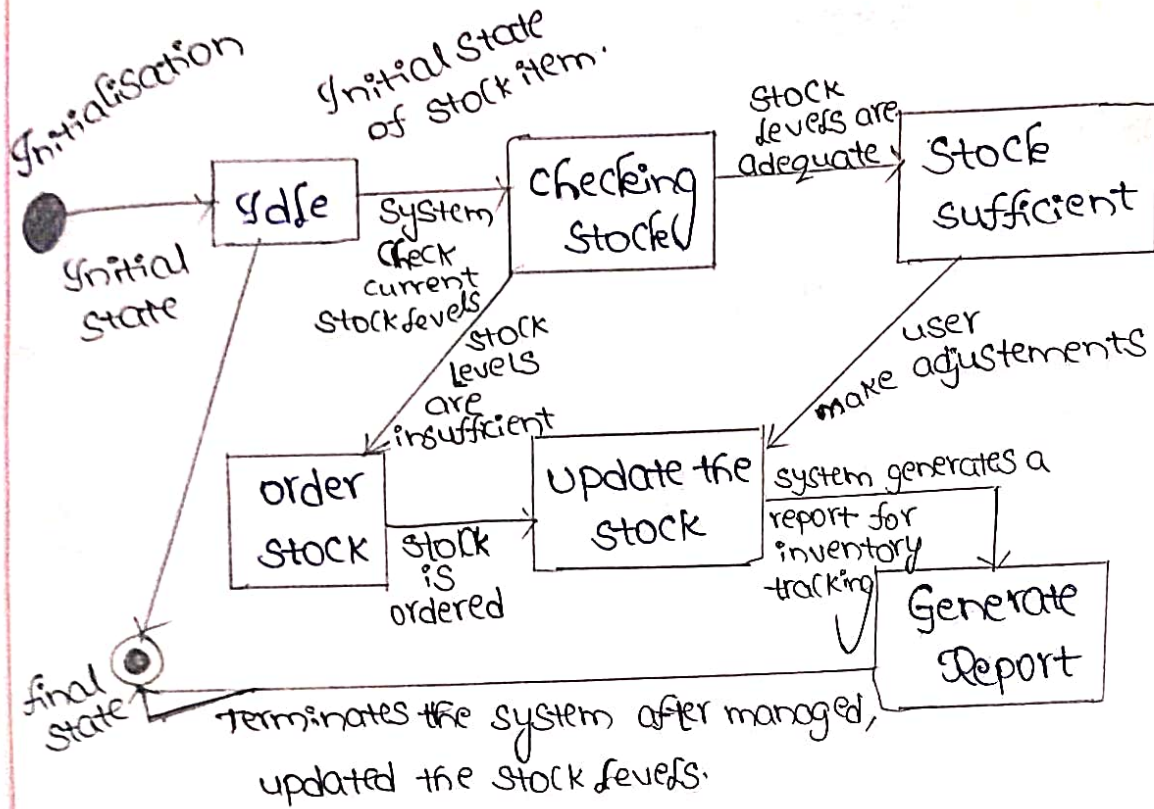 Initialisation
Initial State
of stock item.
Initial
state
Idle
System
check
current
stock levels
checking
stock
stock
levels are
adequate
Stock
sufficient
stock
levels
are
insufficient
user
make adjustements
order
stock
stock
is
ordered
update the
stock
system generates a
report for
inventory
tracking
Generate
Report
final
state
Terminates the system after managed,
updated the stock levels.